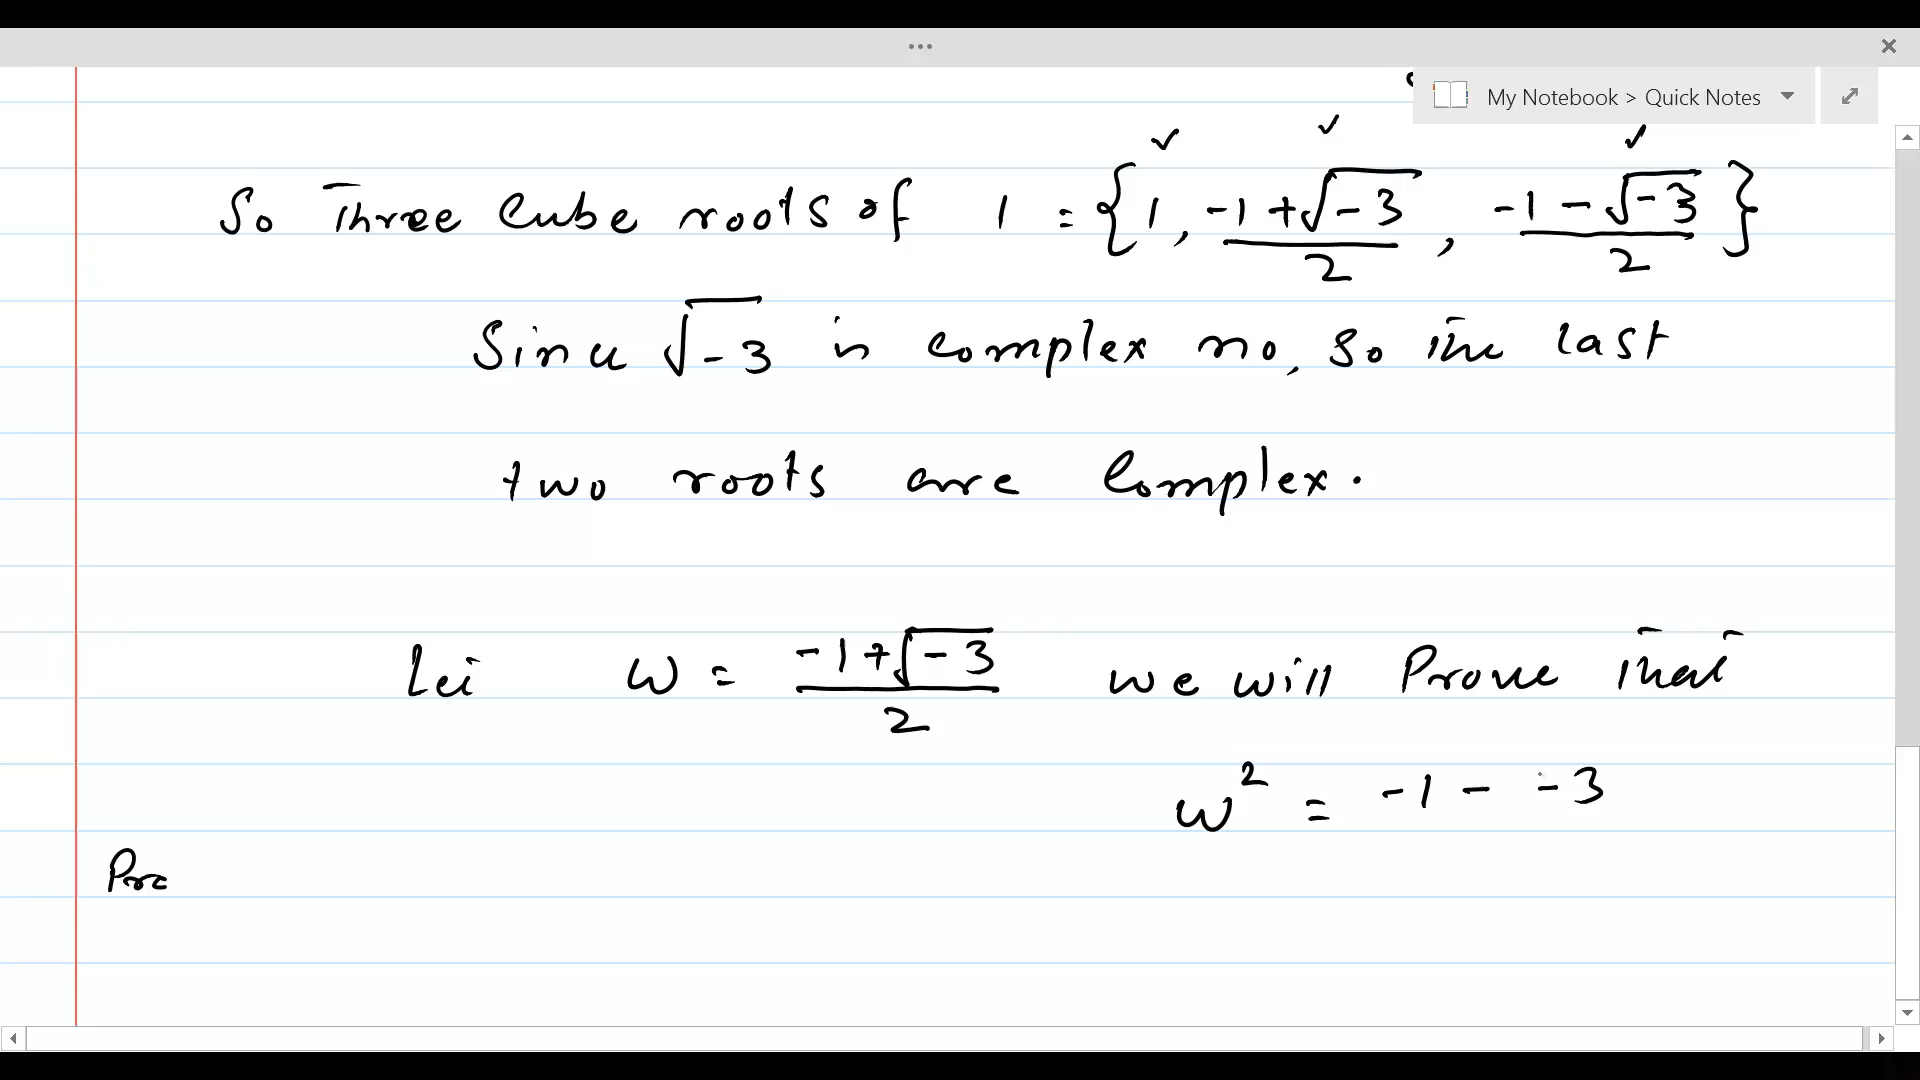 My Notebook > Quick Notes
So Three Cube roots of 1 = {1, (-1+√-3)/2, (-1-√-3)/2}
Since √-3 is complex no, so the last
two roots are Complex.
Let ω = (-1+√-3)/2 we will Prove that
ω² = -1 - -3
Pro